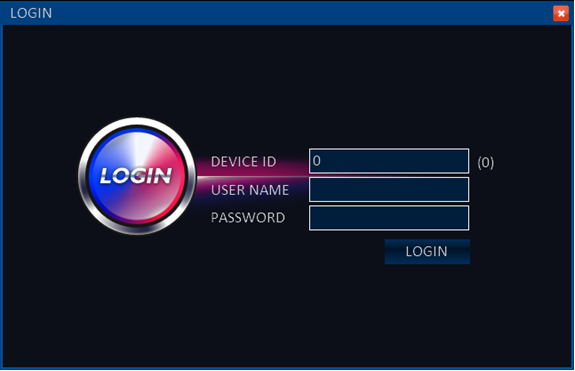 LOGIN
LOGIN
DEVICE ID 0 (0)
USER NAME
PASSWORD
LOGIN